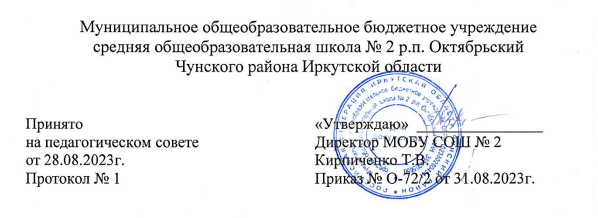 Муниципальное общеобразовательное бюджетное учреждение
средняя общеобразовательная школа № 2 р.п. Октябрьский
Чунского района Иркутской области
Принято
на педагогическом совете
от 28.08.2023г.
Протокол № 1
«Утверждаю»
Директор МОБУ СОШ № 2
Кирпиченко Т.В.
Приказ № О-72/2 от 31.08.2023г.